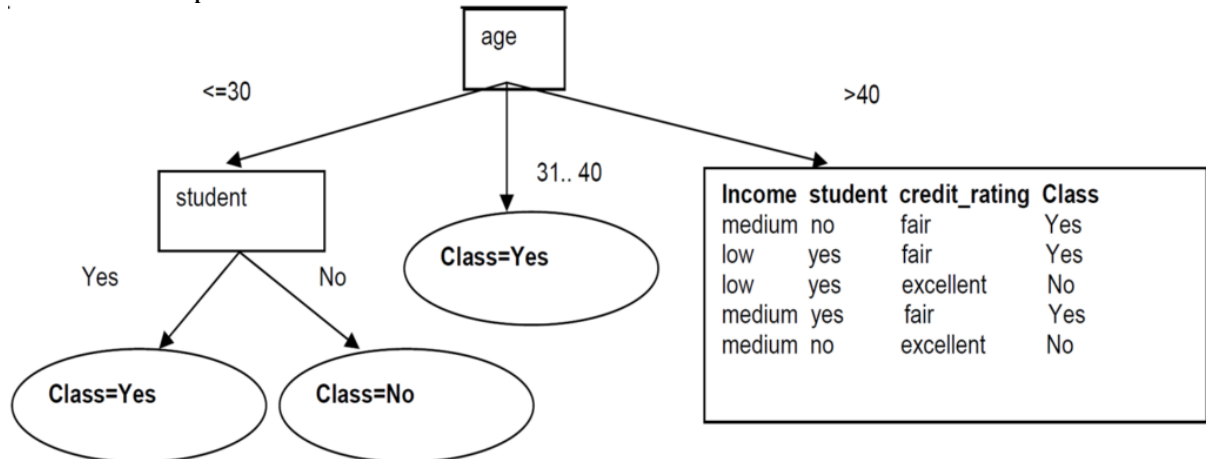 age
<=30
>40
31.. 40
student
Income student credit_rating Class
medium no fair Yes
low yes fair Yes
low yes excellent No
medium yes fair Yes
medium no excellent No
Class=Yes
Yes
No
Class=Yes
Class=No